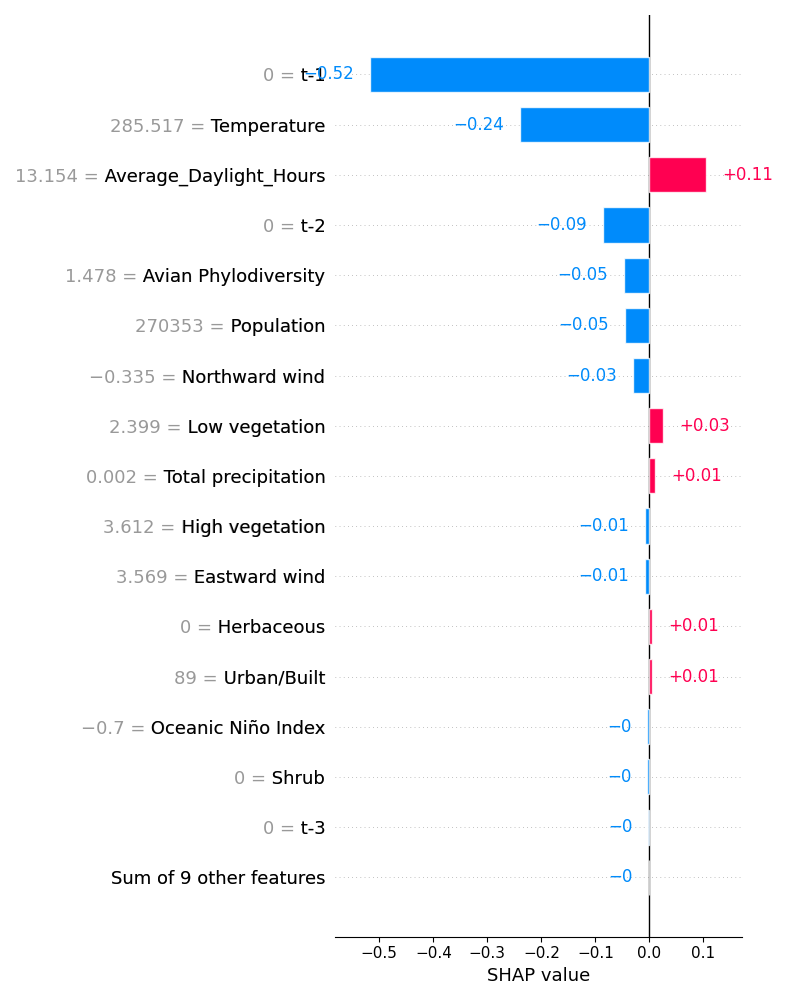 0 = t-1 −0.52
285.517 = Temperature −0.24
13.154 = Average_Daylight_Hours +0.11
0 = t-2 −0.09
1.478 = Avian Phylodiversity −0.05
270353 = Population −0.05
−0.335 = Northward wind −0.03
2.399 = Low vegetation +0.03
0.002 = Total precipitation +0.01
3.612 = High vegetation −0.01
3.569 = Eastward wind −0.01
0 = Herbaceous +0.01
89 = Urban/Built +0.01
−0.7 = Oceanic Niño Index −0
0 = Shrub −0
0 = t-3 −0
Sum of 9 other features −0
−0.5 −0.4 −0.3 −0.2 −0.1 0.0 0.1
SHAP value